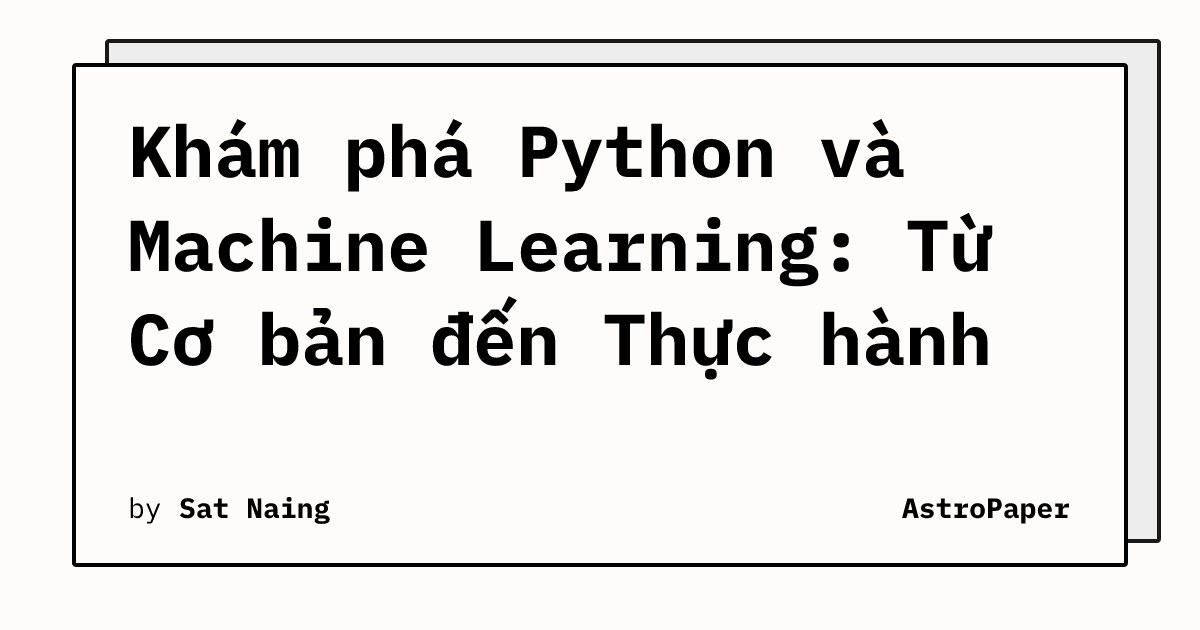 Khám phá Python và
Machine Learning: Từ
Cơ bản đến Thực hành
by Sat Naing
AstroPaper